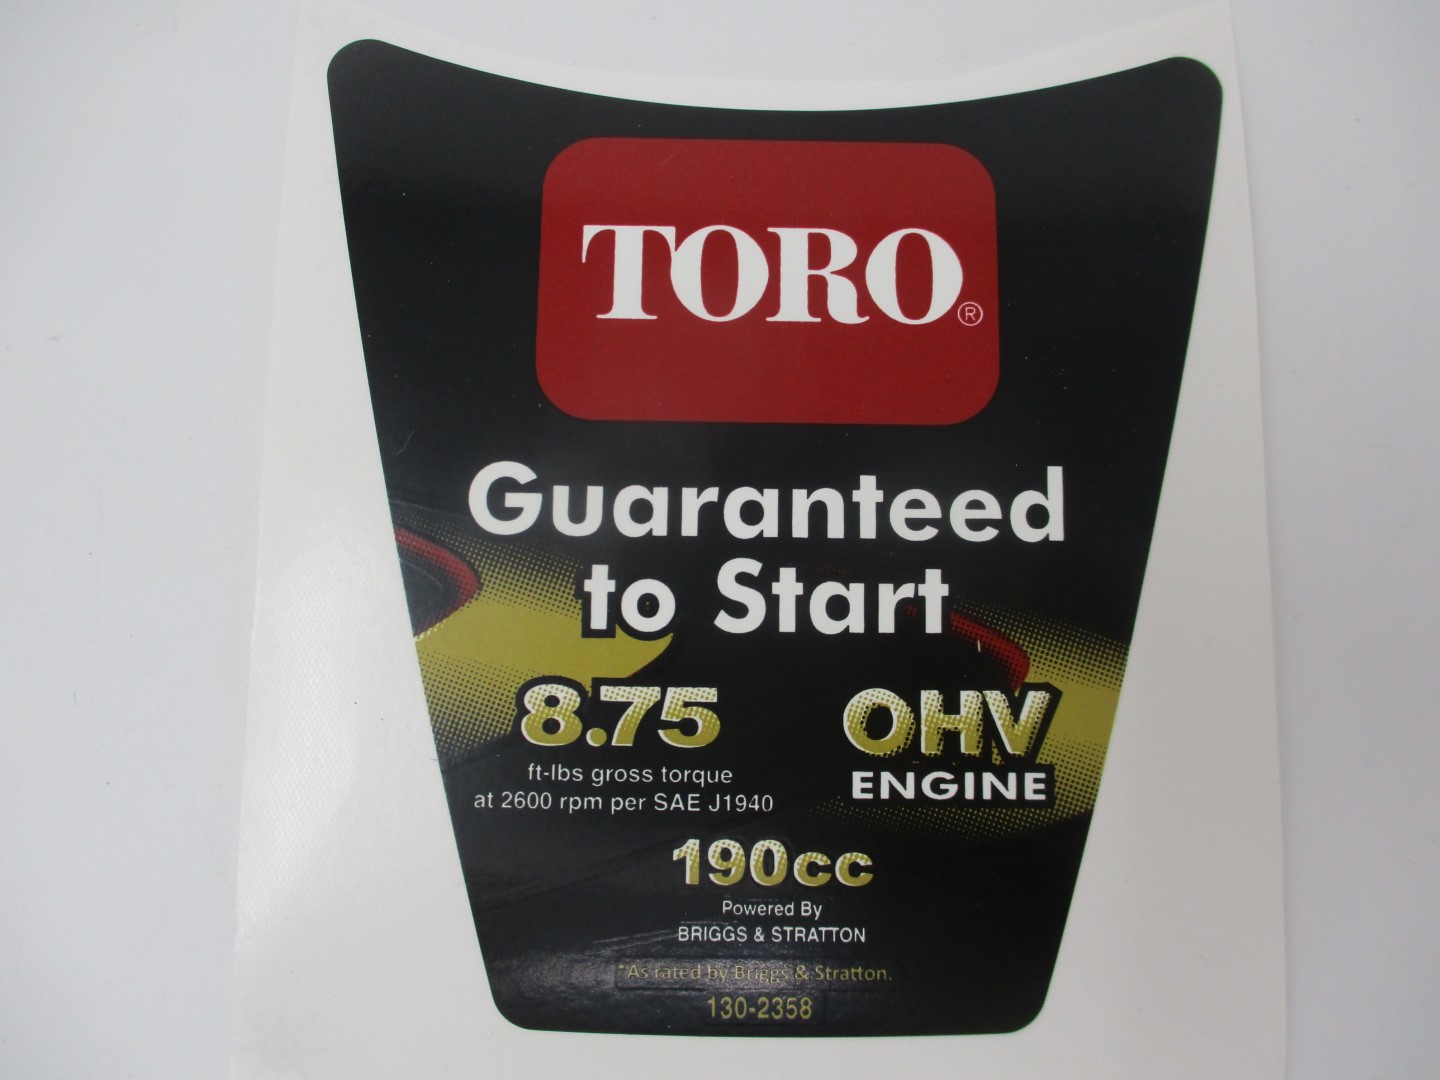 TORO®
Guaranteed
to Start
8.75
ft-lbs gross torque
at 2600 rpm per SAE J1940
OHV
ENGINE
190cc
Powered By
BRIGGS & STRATTON
*As rated by Briggs & Stratton.
130-2358